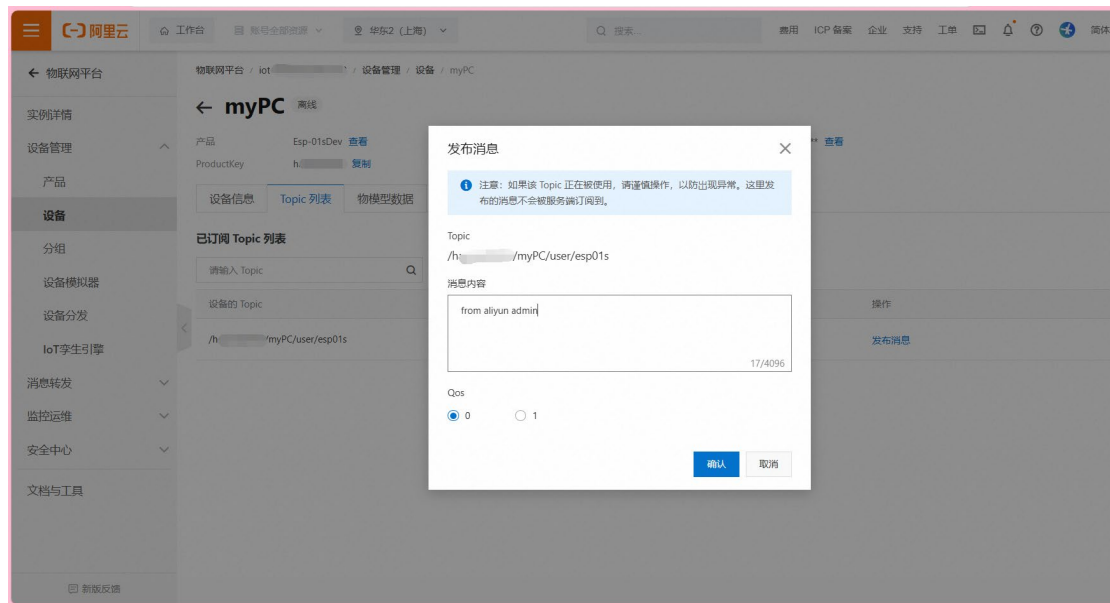 阿里云
工作台
账号全部资源
华东2（上海）
搜索...
费用 ICP 备案 企业 支持 工单 简体
物联网平台
物联网平台 / iot / 设备管理 / 设备 / myPC
实例详情
设备管理
产品
设备
分组
设备模拟器
设备分发
IoT孪生引擎
消息转发
监控运维
安全中心
文档与工具
新版反馈
myPC 离线
产品 Esp-01sDev 查看
** 查看
ProductKey h 复制
设备信息 Topic 列表 物模型数据
已订阅 Topic 列表
请输入 Topic
设备的 Topic 操作
/h /myPC/user/esp01s 发布消息
发布消息
注意：如果该 Topic 正在被使用，请谨慎操作，以防出现异常。这里发
布的消息不会被服务端订阅到。
Topic
/h /myPC/user/esp01s
消息内容
from aliyun admin
17/4096
Qos
0 1
确认 取消